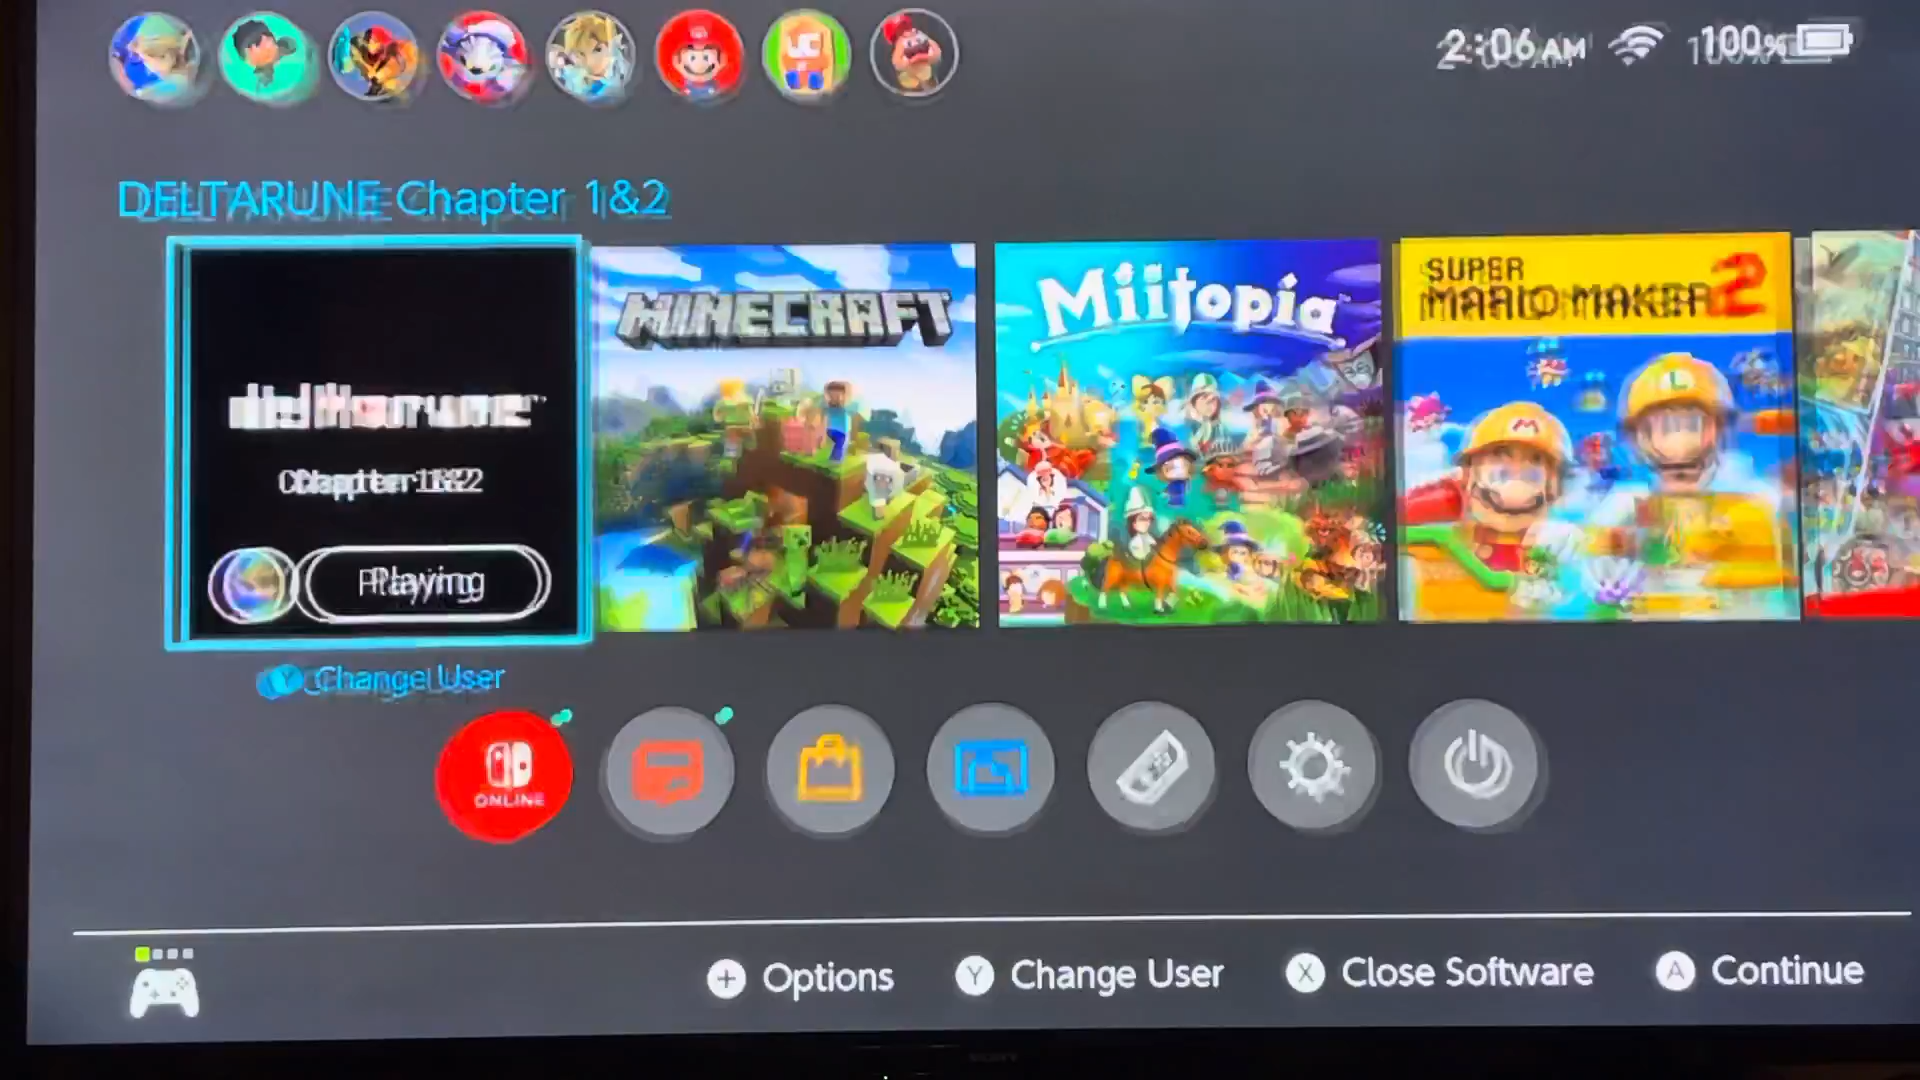 2:06 AM 100%
DELTARUNE Chapter 1&2
deltarune
Chapter 1&2
Playing
MINECRAFT
Miitopia
SUPER
MARIO MAKER 2
Y Change User
ONLINE
+ Options Y Change User X Close Software A Continue
SONY